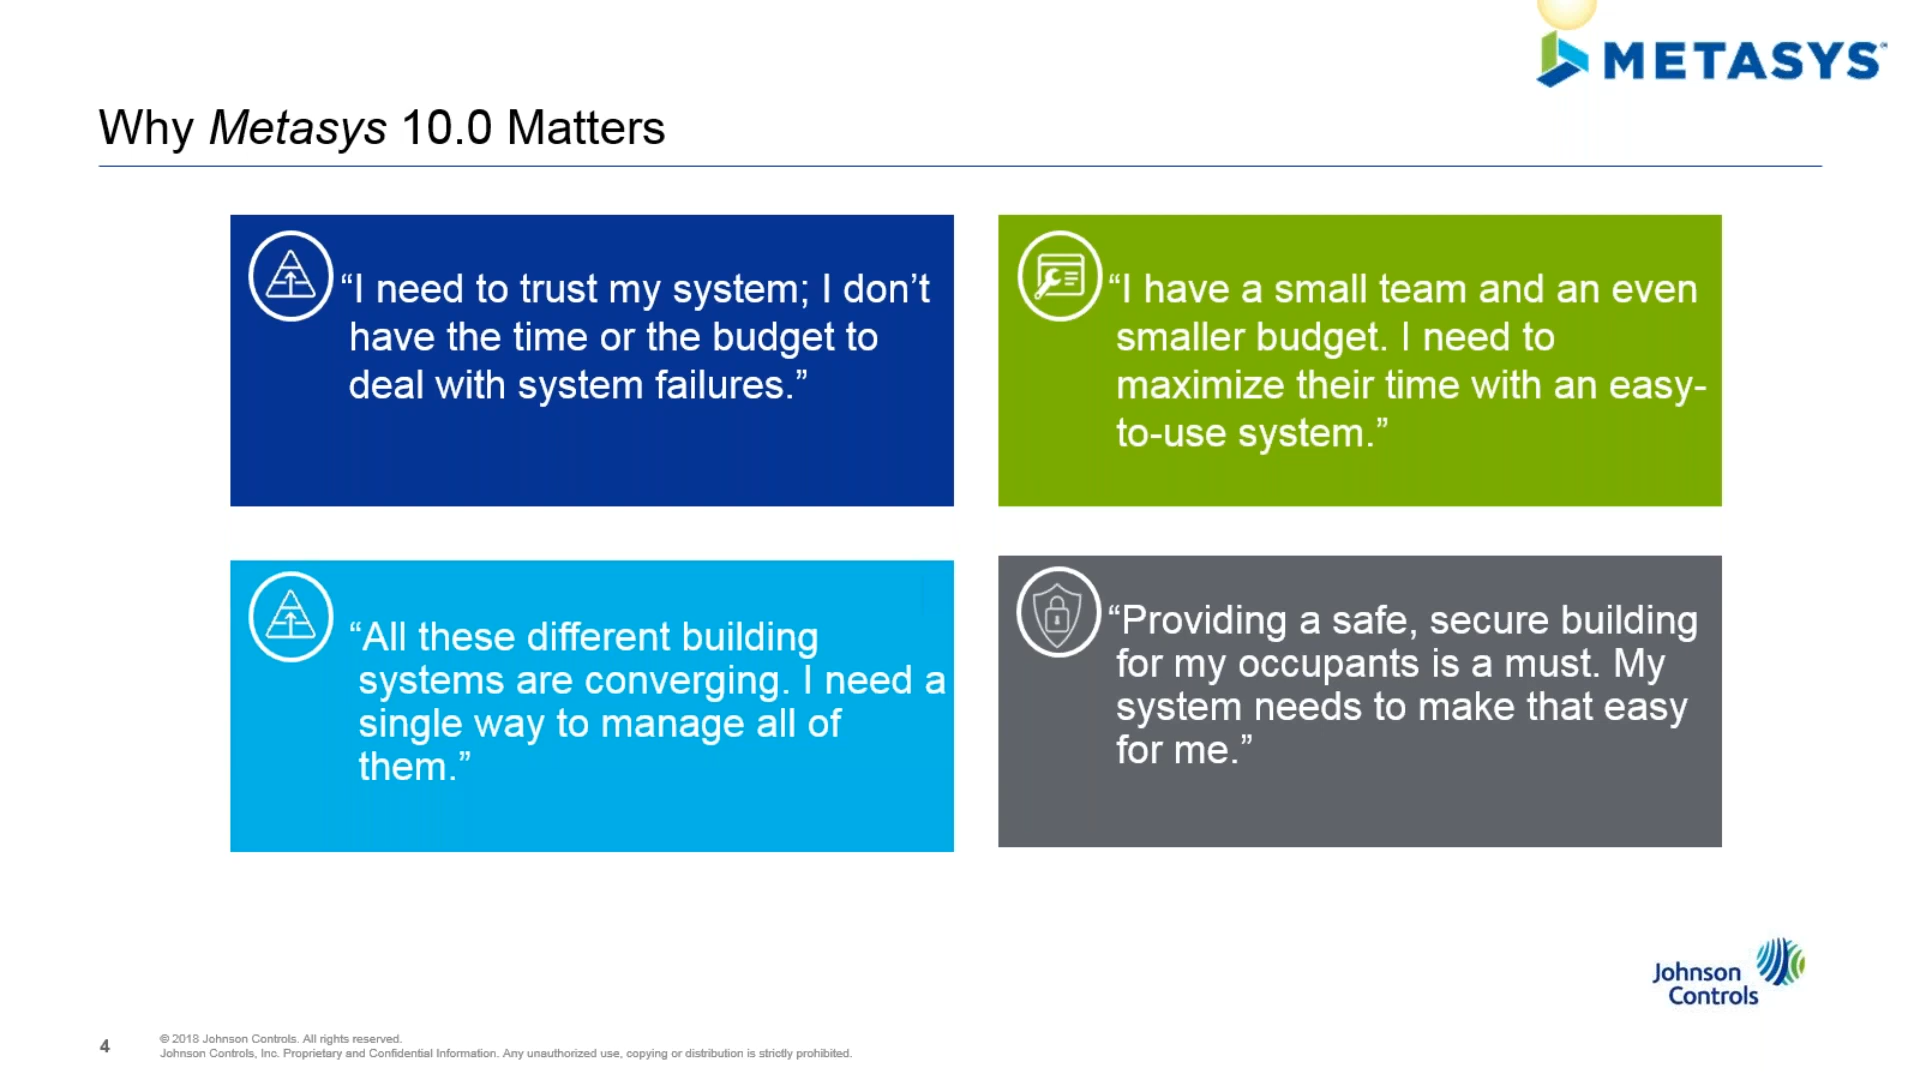 METASYS
Why Metasys 10.0 Matters
“I need to trust my system; I don’t
have the time or the budget to
deal with system failures.”
“I have a small team and an even
smaller budget. I need to
maximize their time with an easy-
to-use system.”
“All these different building
systems are converging. I need a
single way to manage all of
them.”
“Providing a safe, secure building
for my occupants is a must. My
system needs to make that easy
for me.”
Johnson
Controls
4
© 2018 Johnson Controls. All rights reserved.
Johnson Controls, Inc. Proprietary and Confidential Information. Any unauthorized use, copying or distribution is strictly prohibited.